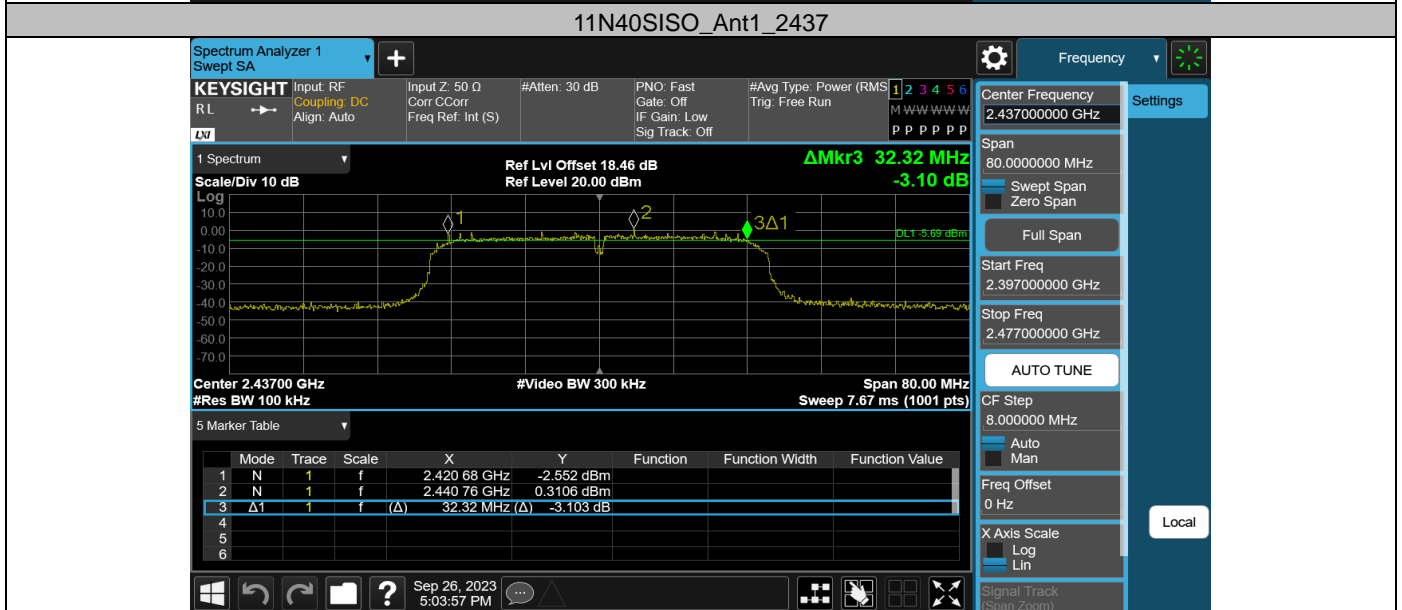 11N40SISO_Ant1_2437
Spectrum Analyzer 1
Swept SA
Frequency
KEYSIGHT
RL
LXI
Input: RF
Coupling: DC
Align: Auto
Input Z: 50 Ω
Corr CCorr
Freq Ref: Int (S)
#Atten: 30 dB
PNO: Fast
Gate: Off
IF Gain: Low
Sig Track: Off
#Avg Type: Power (RMS
Trig: Free Run
1 2 3 4 5 6
M W W W W W
P P P P P P
1 Spectrum
Scale/Div 10 dB
Ref Lvl Offset 18.46 dB
Ref Level 20.00 dBm
ΔMkr3 32.32 MHz
-3.10 dB
Log
10.0
0.00
-10.0
-20.0
-30.0
-40.0
-50.0
-60.0
-70.0
1
2
3Δ1
DL1 -5.69 dBm
Center 2.43700 GHz
#Video BW 300 kHz
Span 80.00 MHz
#Res BW 100 kHz
Sweep 7.67 ms (1001 pts)
5 Marker Table
Mode Trace Scale X Y Function Function Width Function Value
1 N 1 f 2.420 68 GHz -2.552 dBm
2 N 1 f 2.440 76 GHz 0.3106 dBm
3 Δ1 1 f (Δ) 32.32 MHz (Δ) -3.103 dB
4
5
6
Sep 26, 2023
5:03:57 PM
Center Frequency
2.437000000 GHz
Settings
Span
80.0000000 MHz
Swept Span
Zero Span
Full Span
Start Freq
2.397000000 GHz
Stop Freq
2.477000000 GHz
AUTO TUNE
CF Step
8.000000 MHz
Auto
Man
Freq Offset
0 Hz
X Axis Scale
Log
Lin
Local
Signal Track
(Span Zoom)